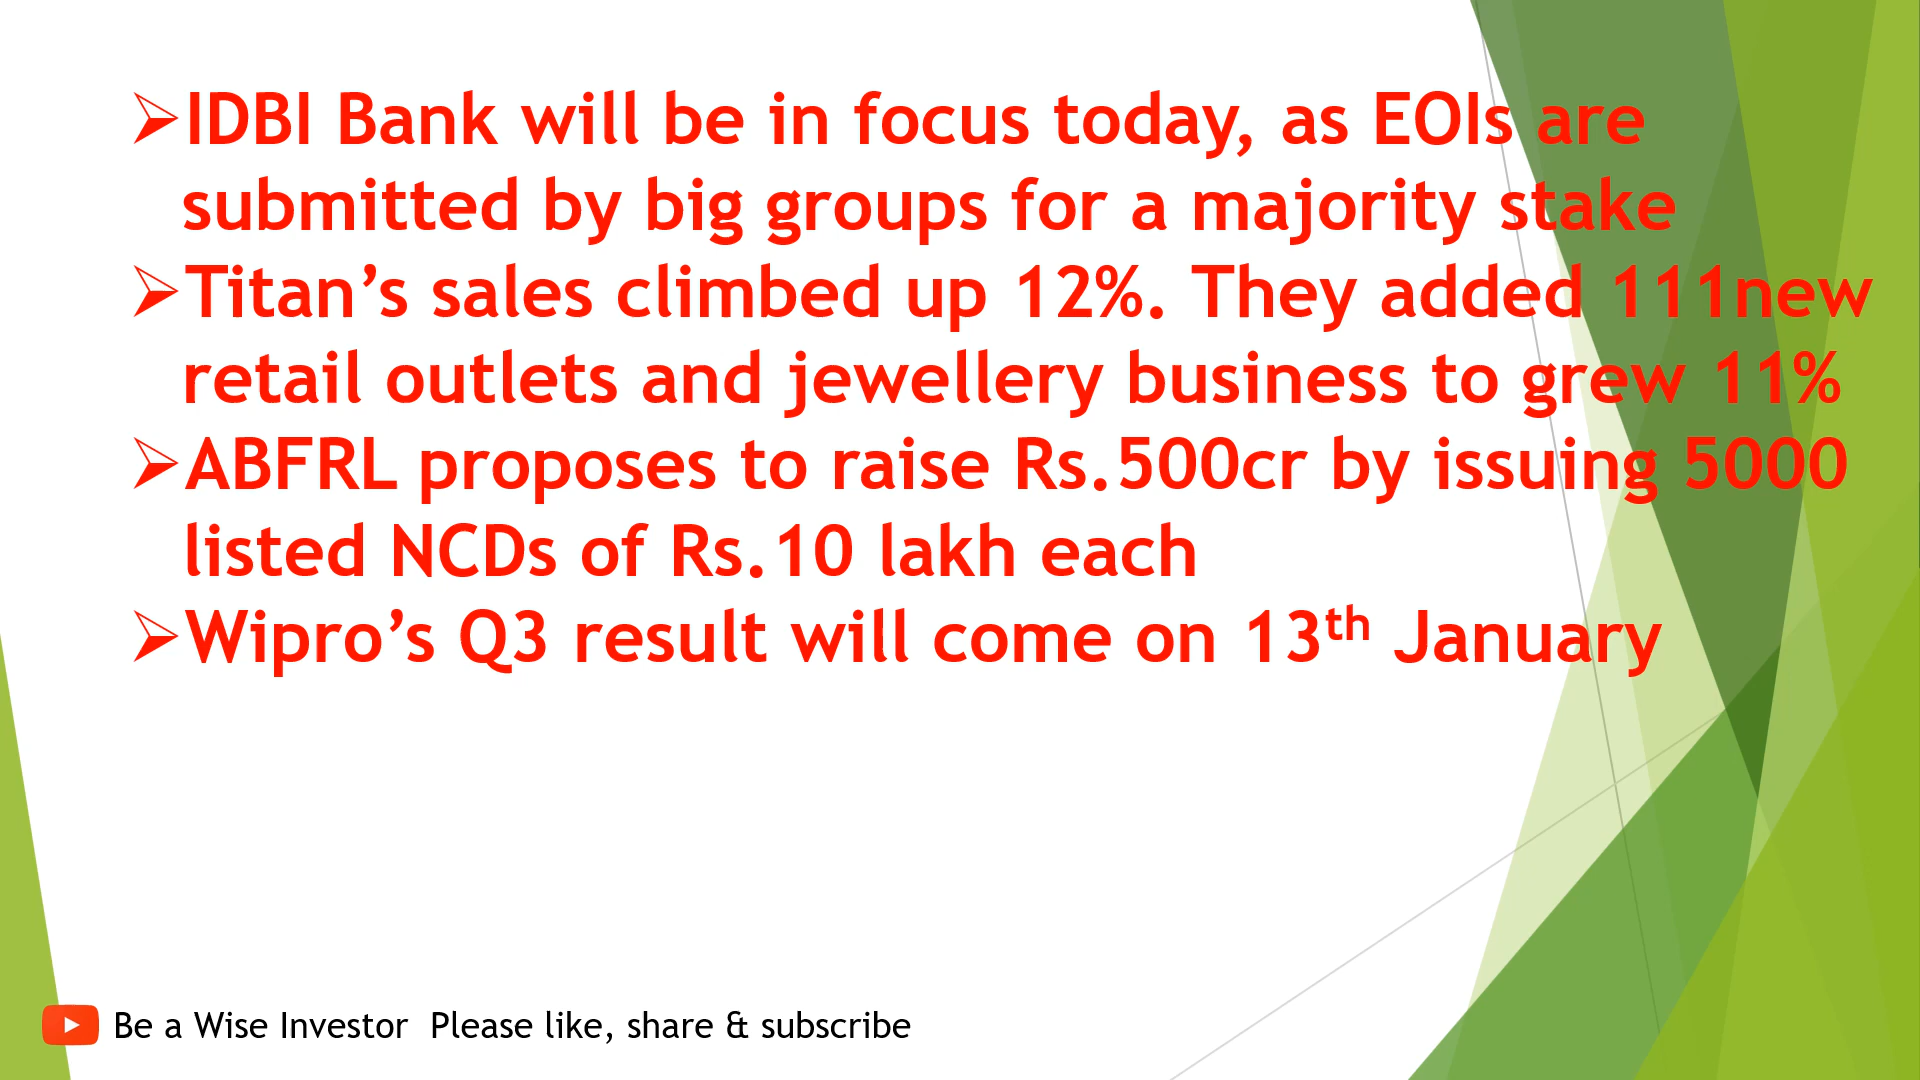 ➢IDBI Bank will be in focus today, as EOIs are
submitted by big groups for a majority stake
➢Titan’s sales climbed up 12%. They added 111new
retail outlets and jewellery business to grew 11%
➢ABFRL proposes to raise Rs.500cr by issuing 5000
listed NCDs of Rs.10 lakh each
➢Wipro’s Q3 result will come on 13th January
Be a Wise Investor  Please like, share & subscribe